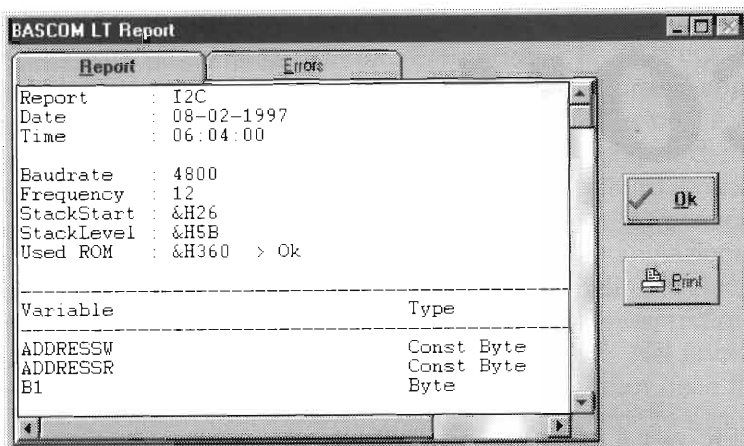 BASCOM LT Report
Report Errors
Report : I2C
Date : 08-02-1997
Time : 06:04:00
Baudrate : 4800
Frequency : 12
StackStart : &H26
StackLevel : &H5B
Used ROM : &H360 > Ok
Variable Type
ADDRESSW Const Byte
ADDRESSR Const Byte
B1 Byte
Ok
Print